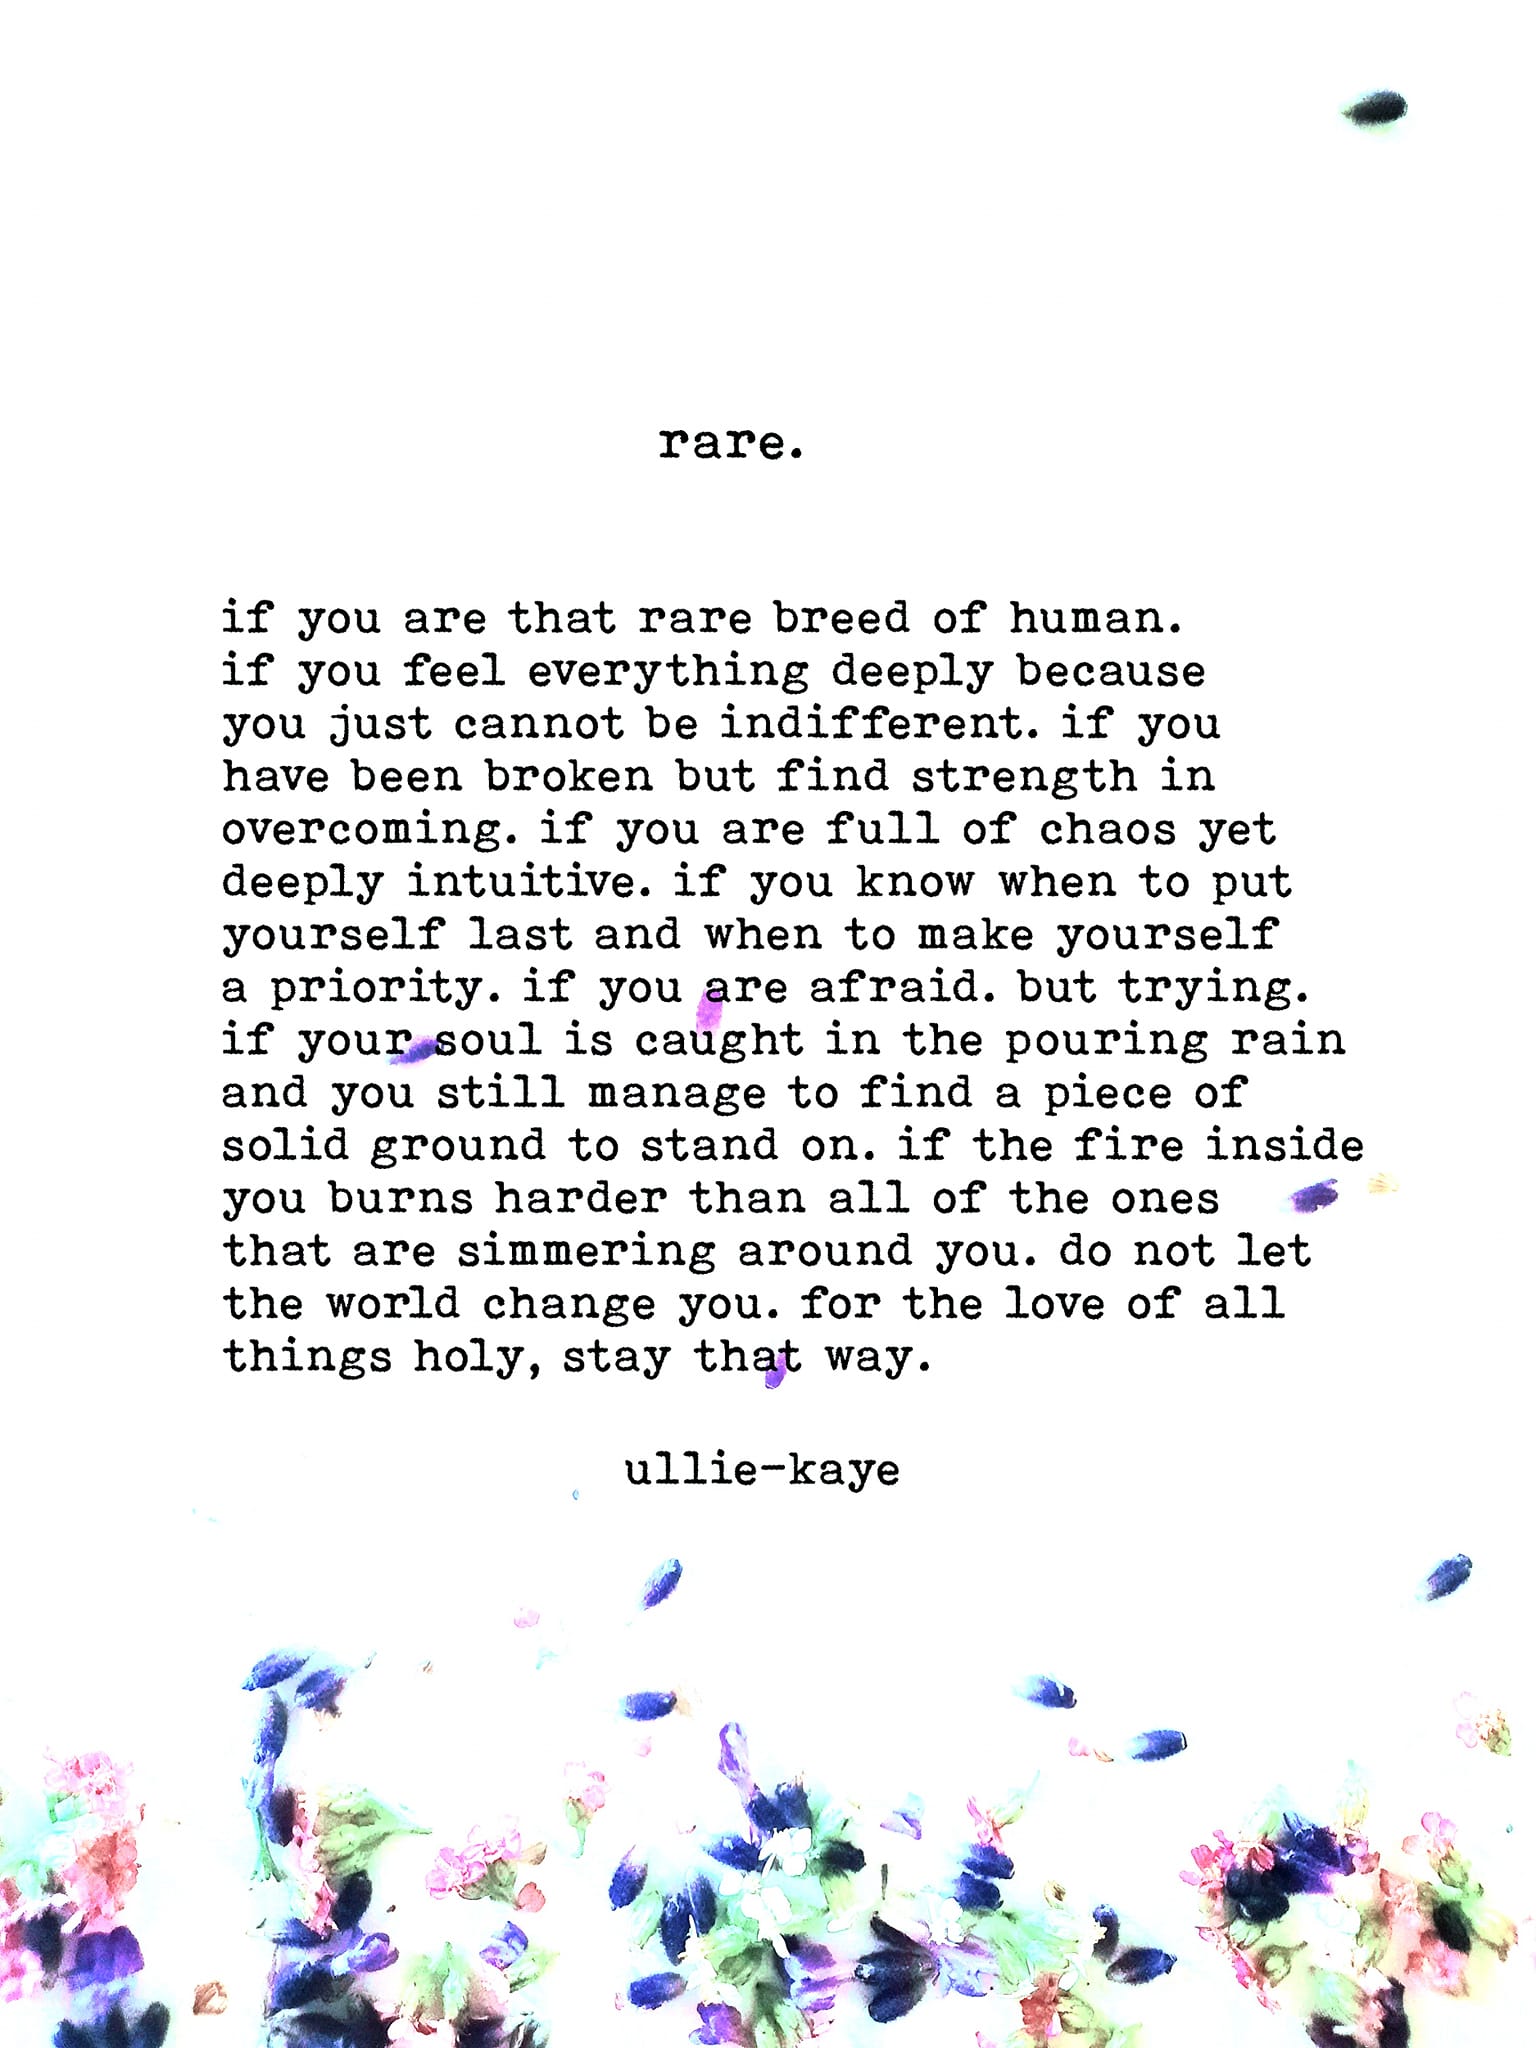 rare.
if you are that rare breed of human.
if you feel everything deeply because
you just cannot be indifferent. if you
have been broken but find strength in
overcoming. if you are full of chaos yet
deeply intuitive. if you know when to put
yourself last and when to make yourself
a priority. if you are afraid. but trying.
if your soul is caught in the pouring rain
and you still manage to find a piece of
solid ground to stand on. if the fire inside
you burns harder than all of the ones
that are simmering around you. do not let
the world change you. for the love of all
things holy, stay that way.
ullie-kaye